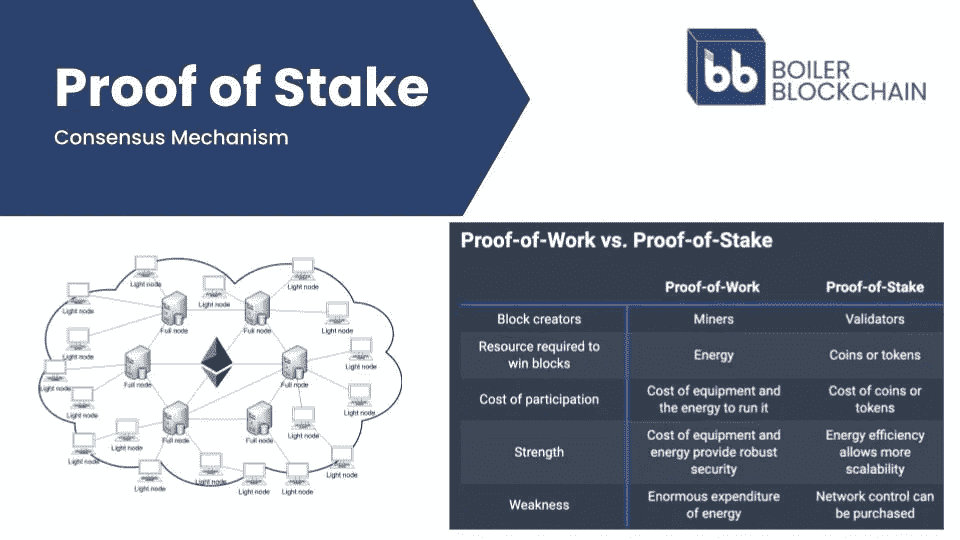 Proof of Stake
Consensus Mechanism
bb
BOILER
BLOCKCHAIN
Light node
Light node
Light node
Light node
Full node
Full node
Light node
Light node
Light node
Full node
Full node
Light node
Light node
Light node
Full node
Full node
Light node
Light node
Light node
Light node
Light node
Light node
Light node
Light node
Proof-of-Work vs. Proof-of-Stake
Proof-of-Work
Proof-of-Stake
Block creators
Miners
Validators
Resource required to
win blocks
Energy
Coins or tokens
Cost of participation
Cost of equipment and
the energy to run it
Cost of coins or
tokens
Strength
Cost of equipment and
energy provide robust
security
Energy efficiency
allows more
scalability
Weakness
Enormous expenditure
of energy
Network control can
be purchased